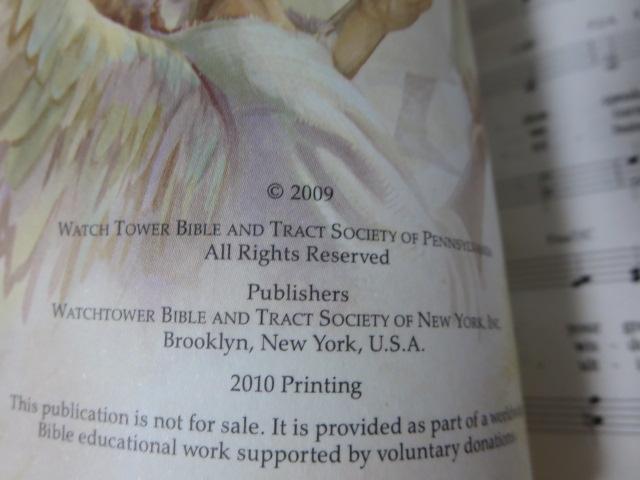 © 2009
WATCH TOWER BIBLE AND TRACT SOCIETY OF PENNSYLVANIA
All Rights Reserved
Publishers
WATCHTOWER BIBLE AND TRACT SOCIETY OF NEW YORK, INC.
Brooklyn, New York, U.S.A.
2010 Printing
This publication is not for sale. It is provided as part of a
Bible educational work supported by voluntary donations